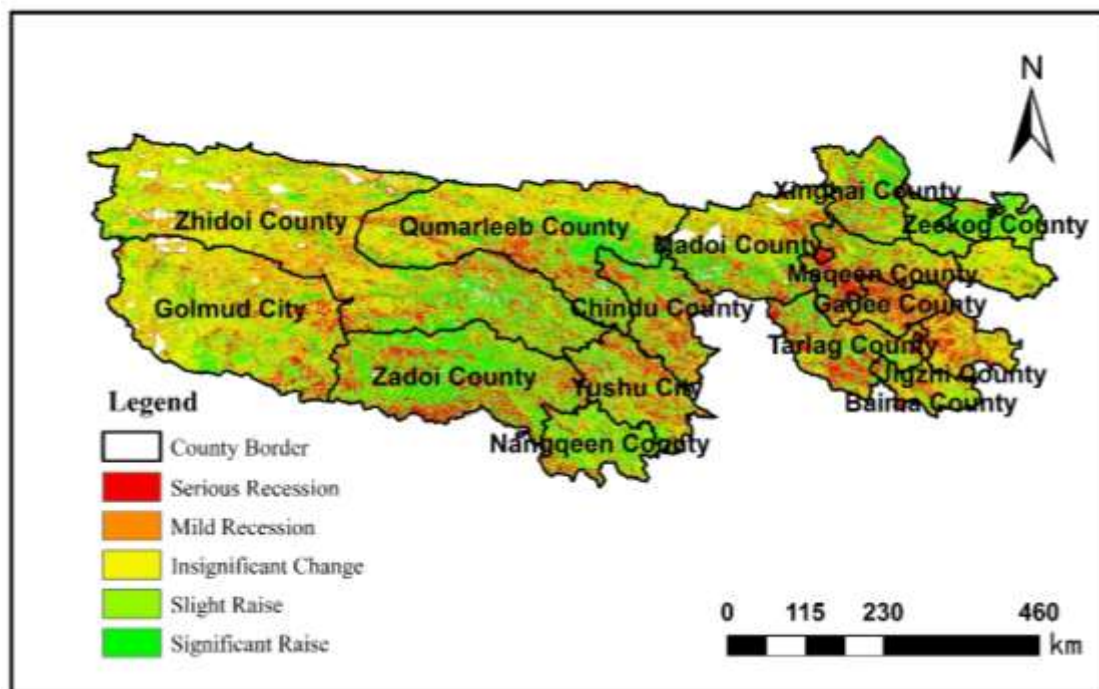 N
Xinghai County
Zeekog County
Zhidoi County
Qumarleeb County
Madoi County
Maqeen County
Golmud City
Chindu County
Gadee County
Tarlag County
Zadoi County
Yushu City
Jigzhi County
Baima County
Nangqeen County
Legend
County Border
Serious Recession
Mild Recession
Insignificant Change
Slight Raise
Significant Raise
0 115 230 460
km